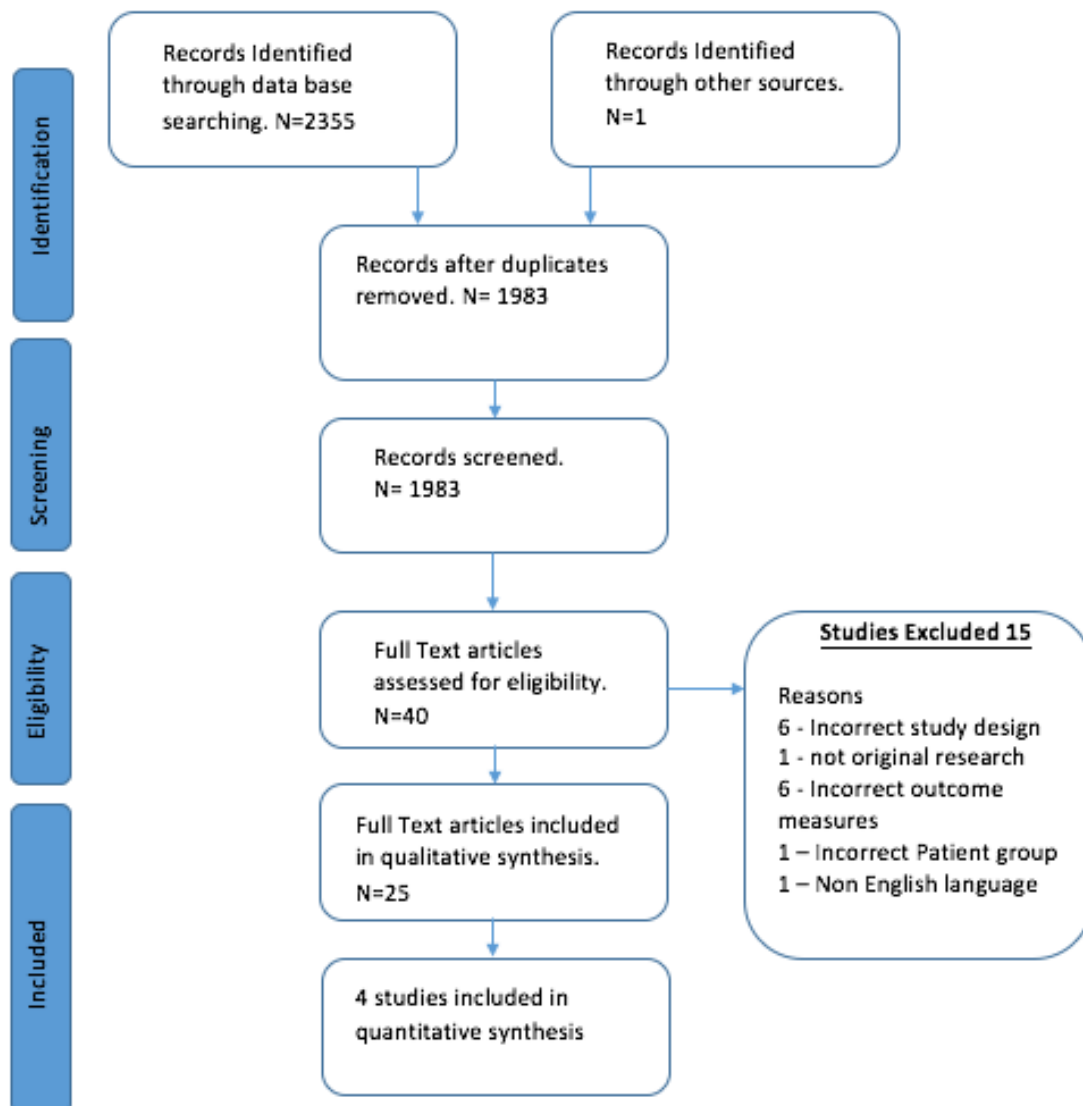 Records Identified
through data base
searching. N=2355
Records Identified
through other sources.
N=1
Identification
Records after duplicates
removed. N= 1983
Screening
Records screened.
N= 1983
Eligibility
Full Text articles
assessed for eligibility.
N=40
Studies Excluded 15
Reasons
6 - Incorrect study design
1 - not original research
6 - Incorrect outcome
measures
1 – Incorrect Patient group
1 – Non English language
Included
Full Text articles included
in qualitative synthesis.
N=25
4 studies included in
quantitative synthesis